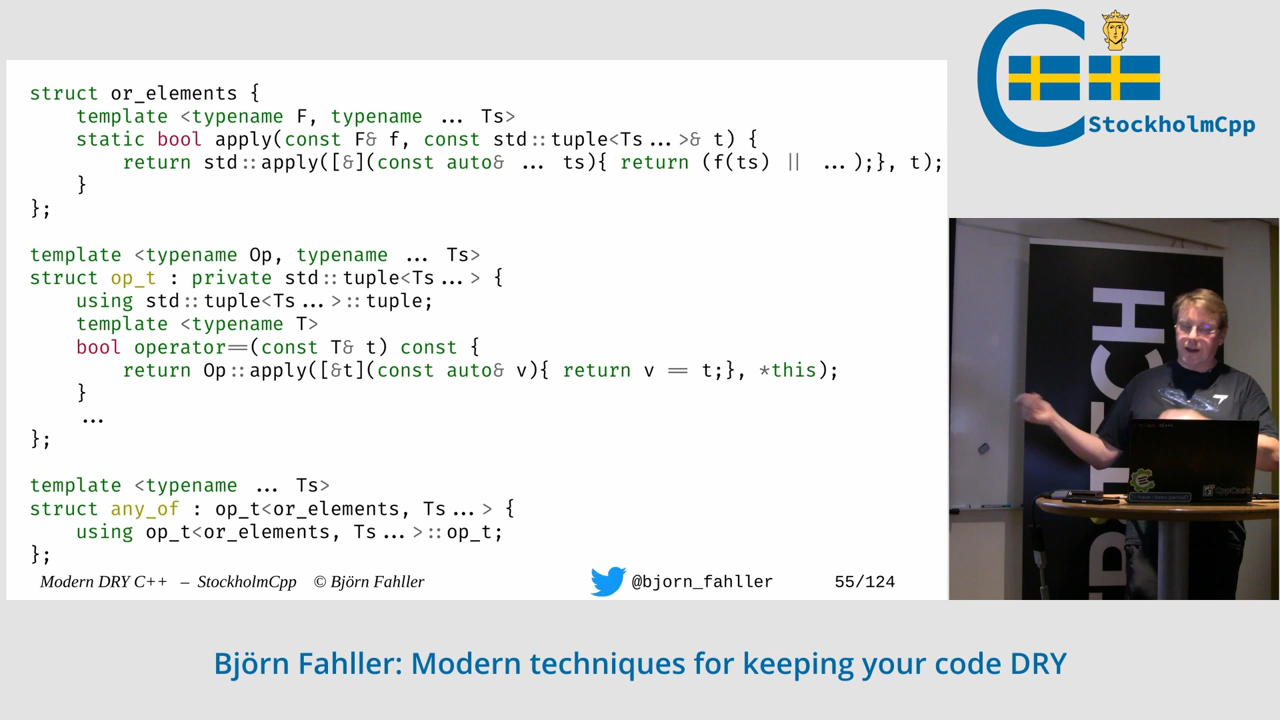 struct or_elements {
    template <typename F, typename ... Ts>
    static bool apply(const F& f, const std::tuple<Ts...>& t) {
        return std::apply([&](const auto& ... ts){ return (f(ts) || ...);}, t);
    }
};
template <typename Op, typename ... Ts>
struct op_t : private std::tuple<Ts...> {
    using std::tuple<Ts...>::tuple;
    template <typename T>
    bool operator==(const T& t) const {
        return Op::apply([&t](const auto& v){ return v == t;}, *this);
    }
    ...
};
template <typename ... Ts>
struct any_of : op_t<or_elements, Ts...> {
    using op_t<or_elements, Ts...>::op_t;
};
Modern DRY C++ – StockholmCpp © Björn Fahller @bjorn_fahller 55/124
StockholmCpp
Björn Fahller: Modern techniques for keeping your code DRY